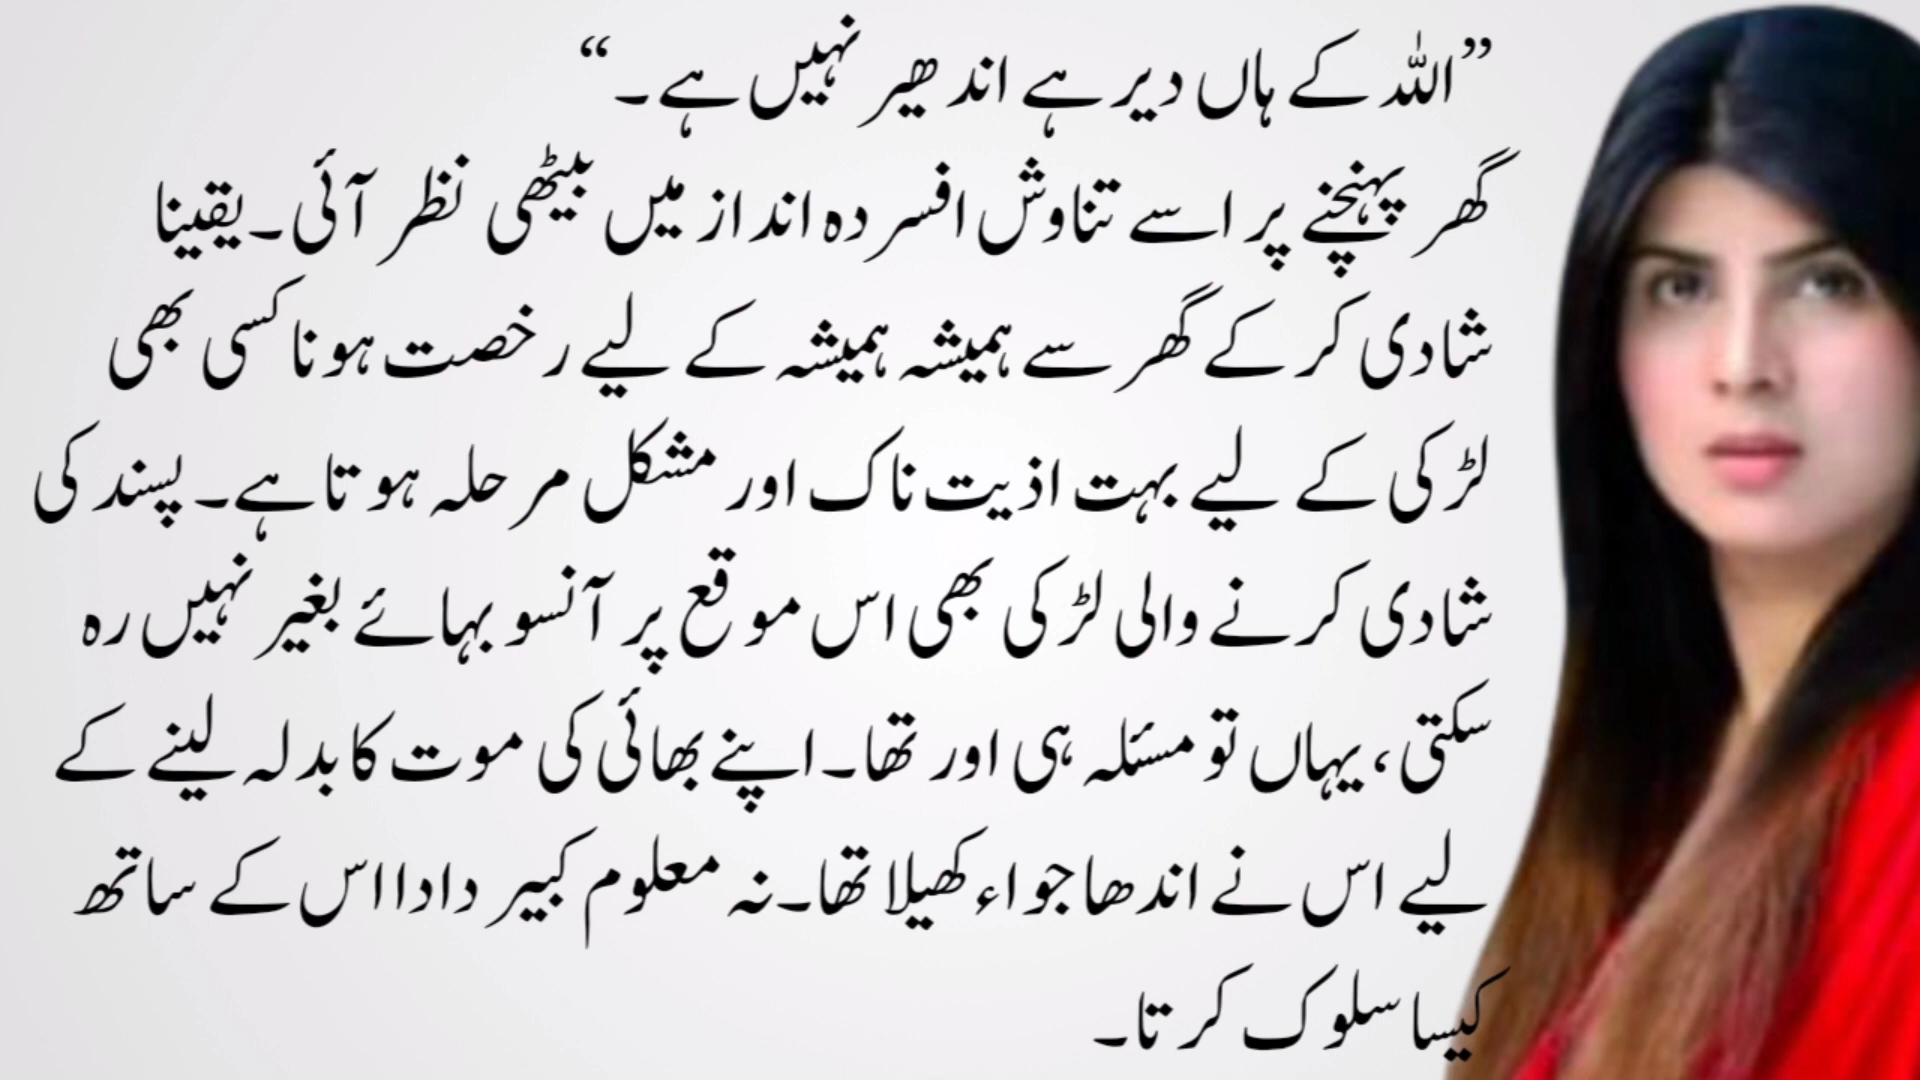 ”اللہ کے ہاں دیر ہے اندھیر نہیں ہے۔“
گھر پہنچنے پر اسے تناوش افسردہ انداز میں بیٹھی نظر آئی۔ یقینا
شادی کر کے گھر سے ہمیشہ ہمیشہ کے لیے رخصت ہونا کسی بھی
لڑکی کے لیے بہت اذیت ناک اور مشکل مرحلہ ہوتا ہے۔ پسند کی
شادی کرنے والی لڑکی بھی اس موقع پر آنسو بہائے بغیر نہیں رہ
سکتی، یہاں تو مسئلہ ہی اور تھا۔ اپنے بھائی کی موت کا بدلہ لینے کے
لیے اس نے اندھا جواء کھیلا تھا۔ نہ معلوم کبیر دادا اس کے ساتھ
کیسا سلوک کرتا۔